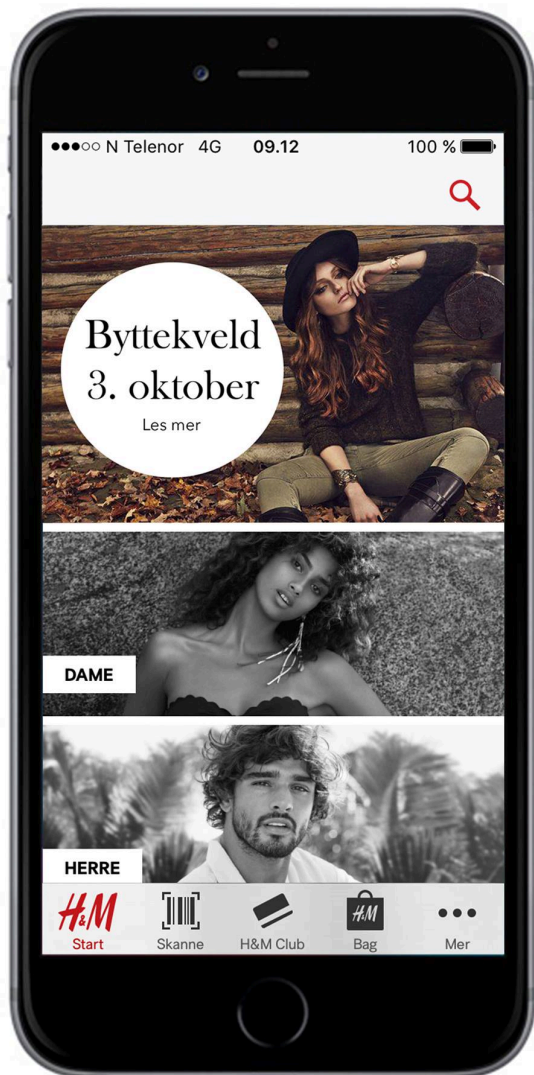 N Telenor 4G 09.12 100 %
Byttekveld
3. oktober
Les mer
DAME
HERRE
H&M
H&M
Start Skanne H&M Club Bag Mer